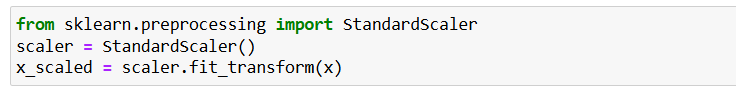 from sklearn.preprocessing import StandardScaler
scaler = StandardScaler()
x_scaled = scaler.fit_transform(x)